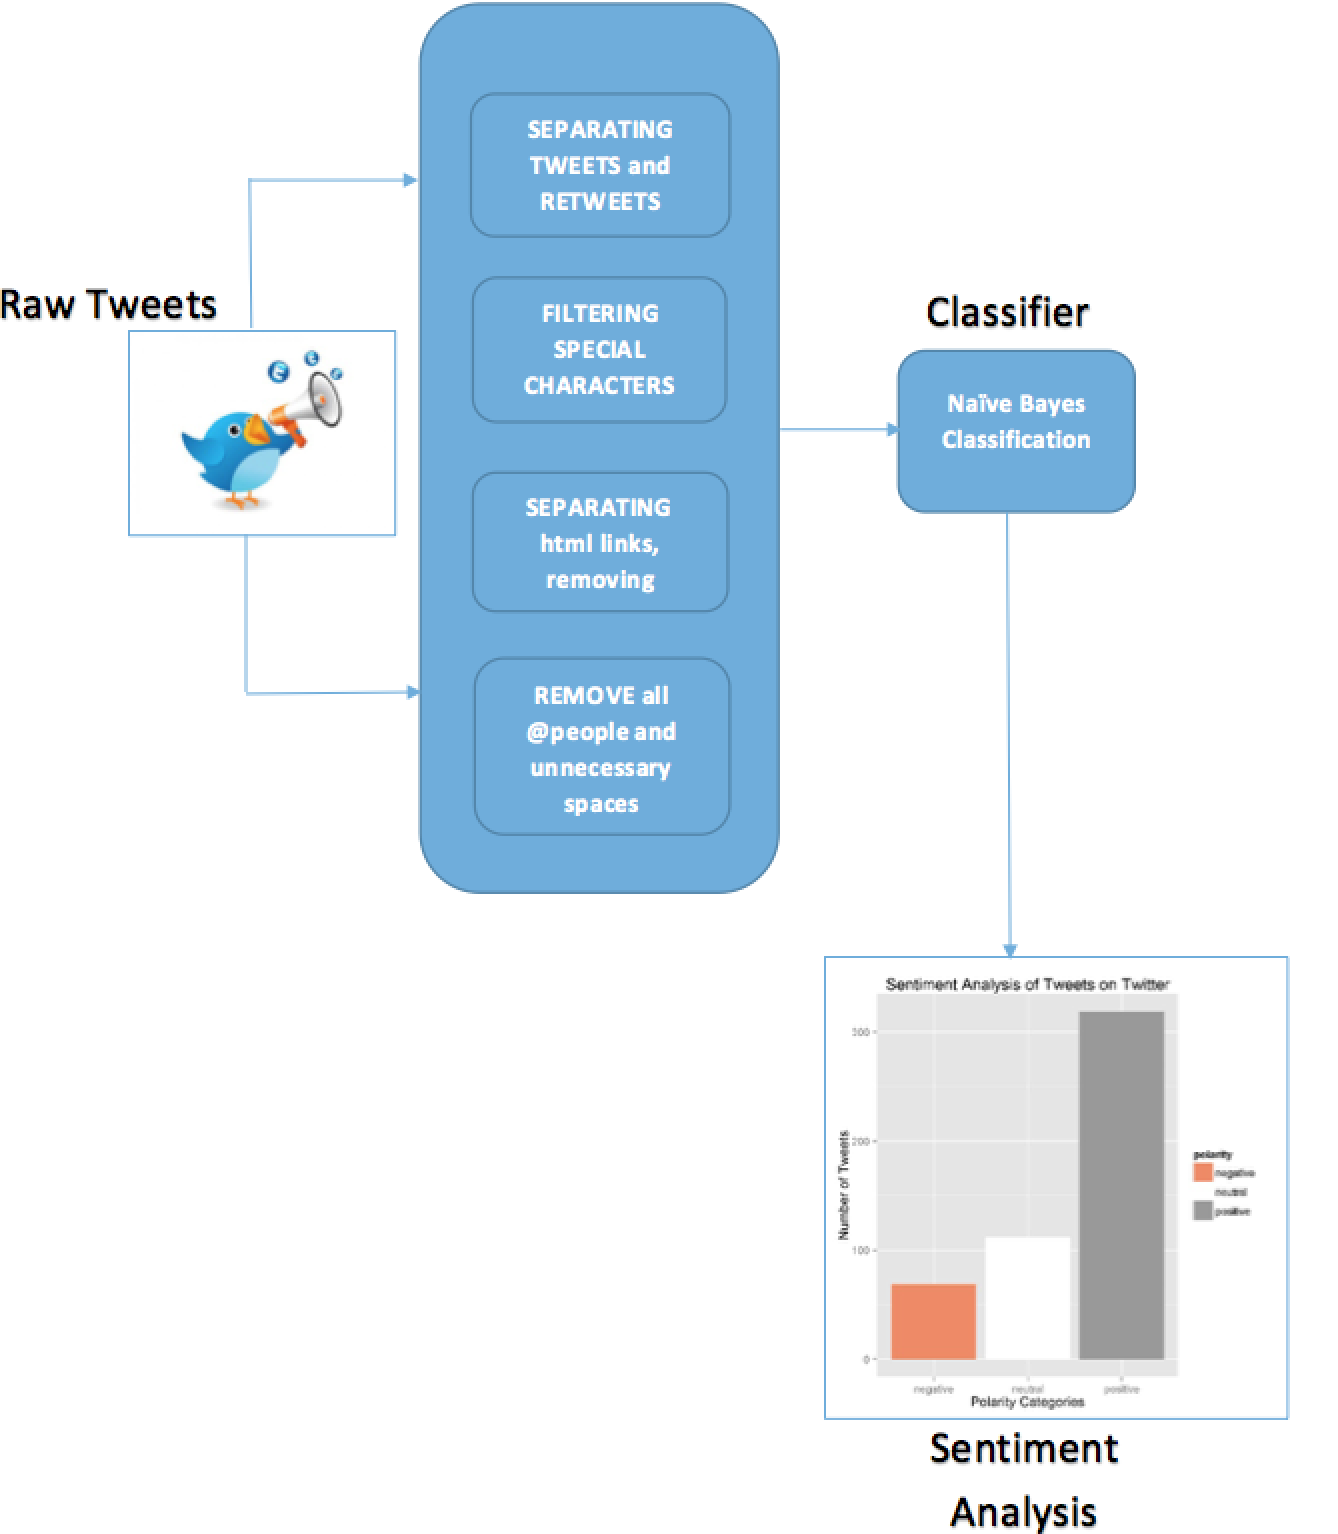 SEPARATING
TWEETS and
RETWEETS
Raw Tweets
FILTERING
SPECIAL
CHARACTERS
SEPARATING
html links,
removing
REMOVE all
@people and
unnecessary
spaces
Classifier
Naïve Bayes
Classification
Sentiment Analysis of Tweets on Twitter
300
200
100
0
Number of Tweets
negative
neutral
positive
Polarity Categories
polarity
negative
neutral
positive
Sentiment
Analysis